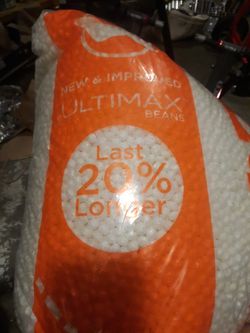 NEW & IMPROVED
ULTIMAX
BEANS
Last
20%
Longer